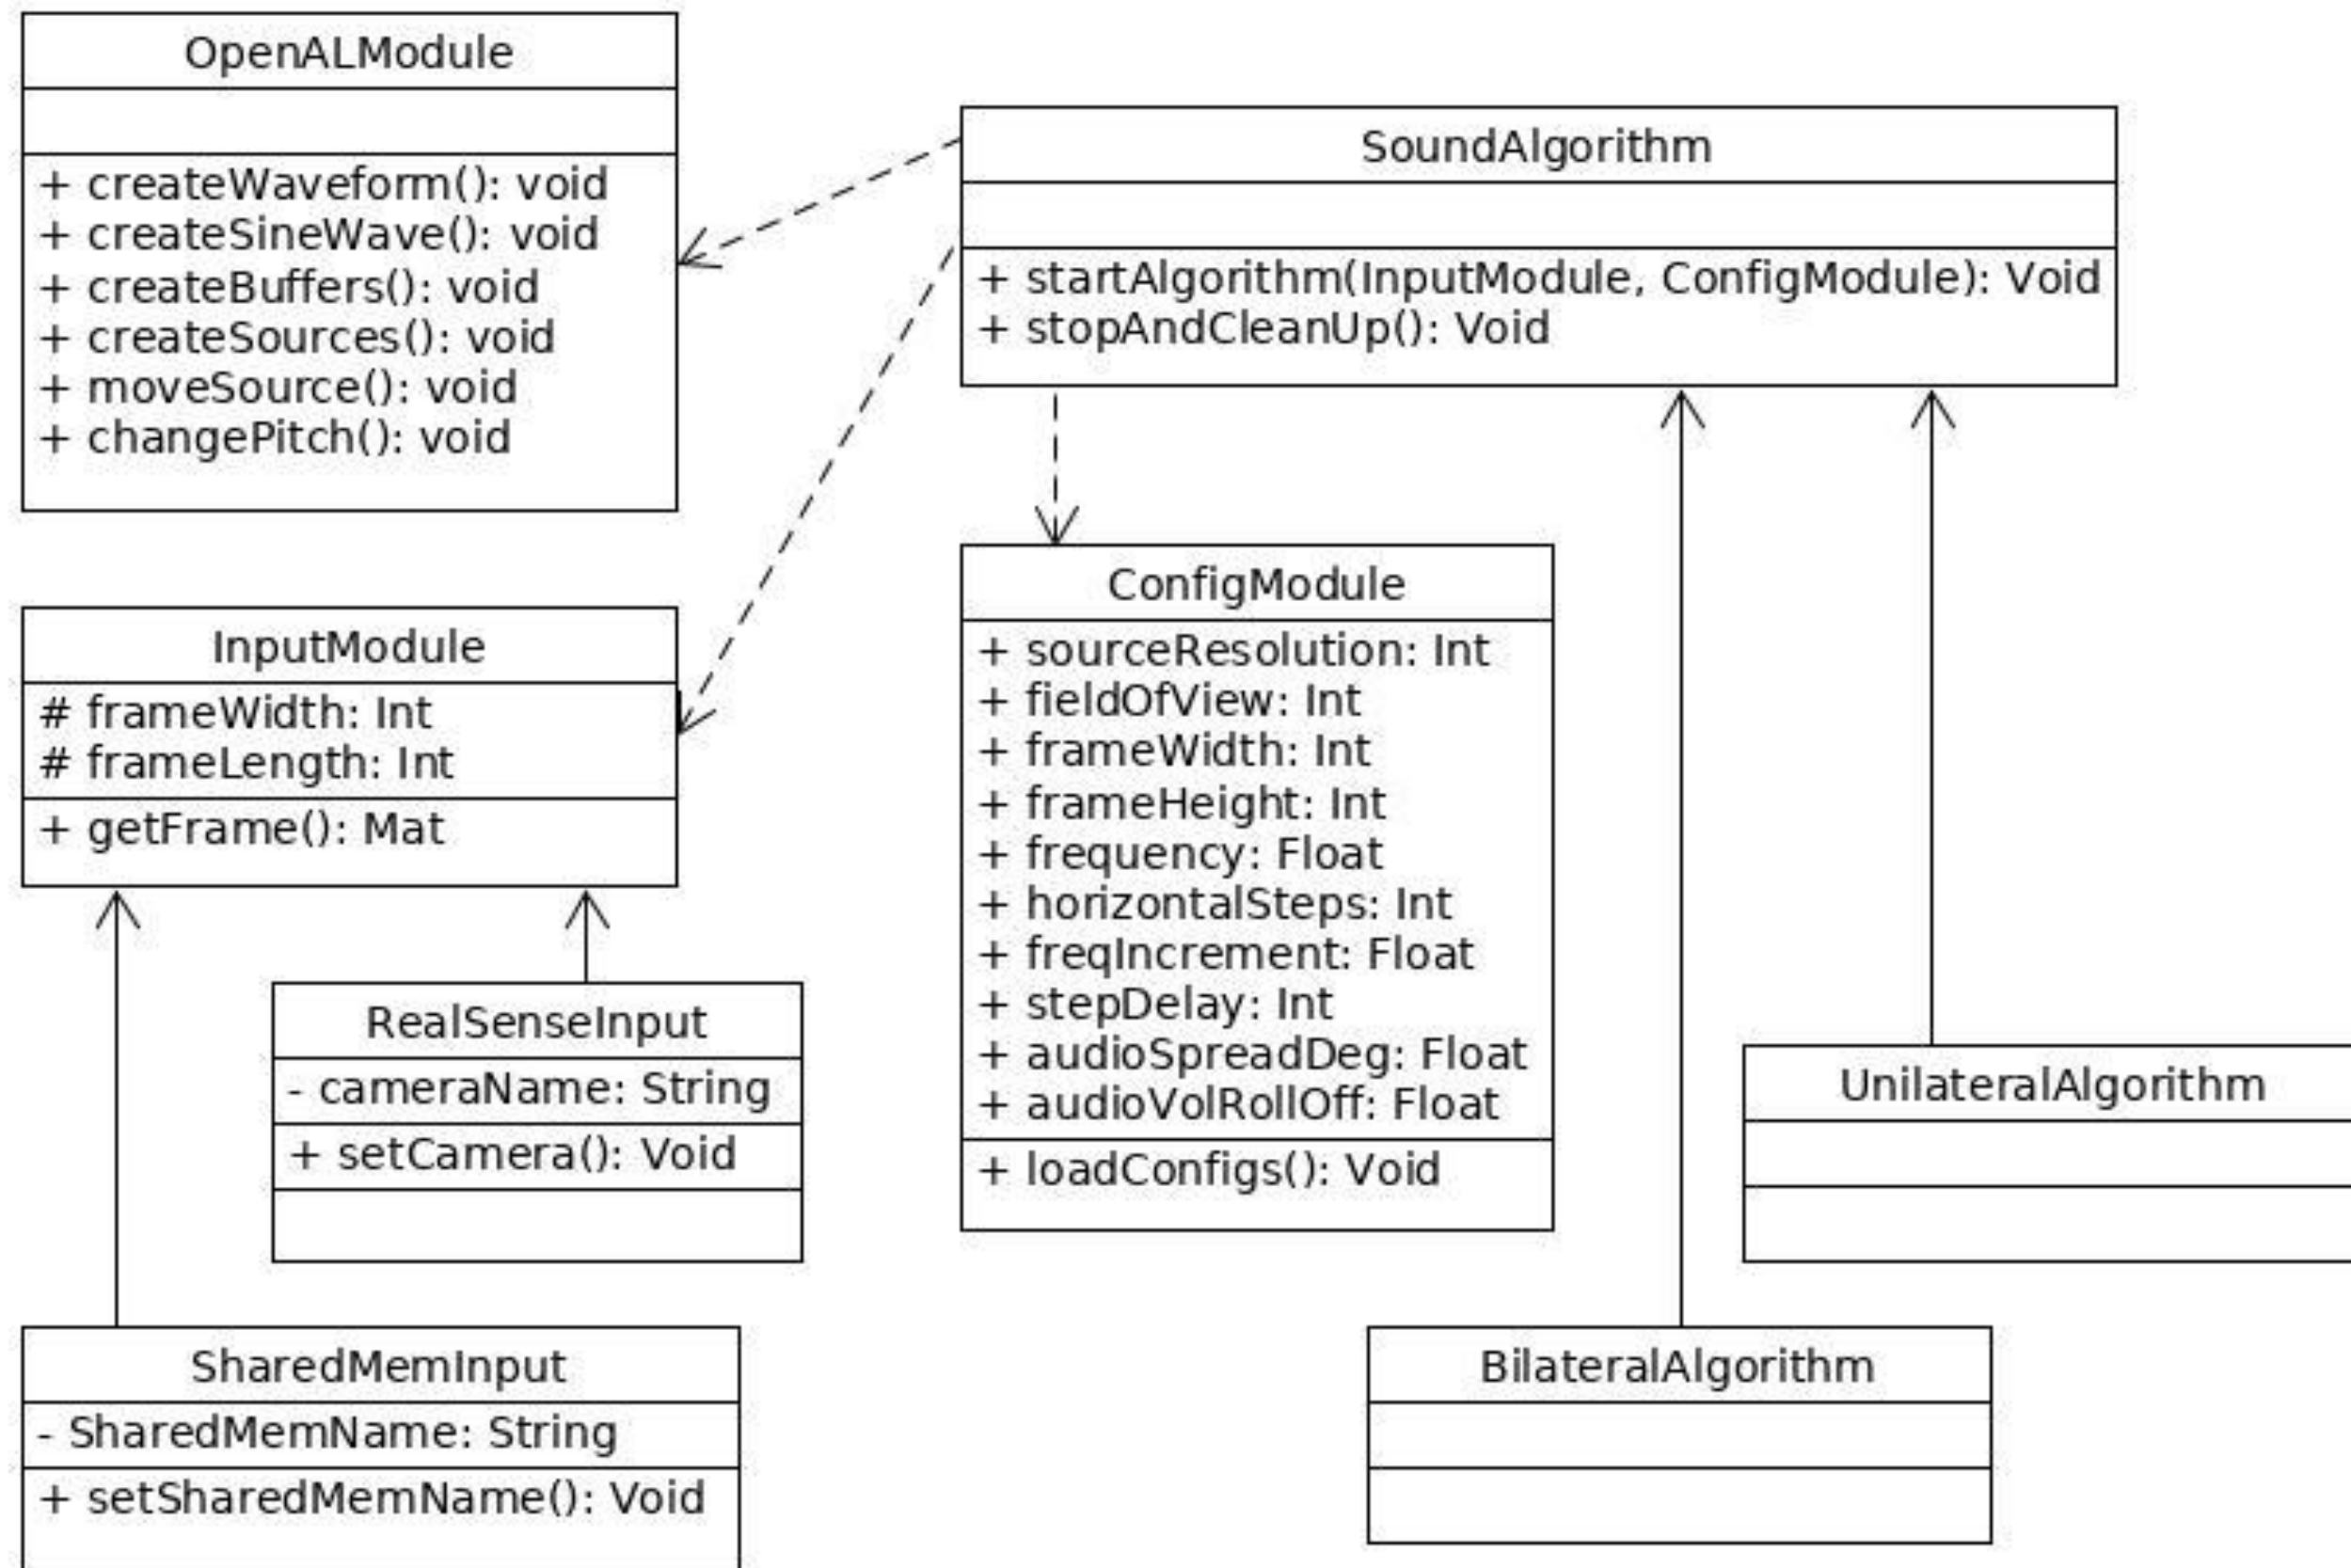 OpenALModule
+ createWaveform(): void
+ createSineWave(): void
+ createBuffers(): void
+ createSources(): void
+ moveSource(): void
+ changePitch(): void
SoundAlgorithm
+ startAlgorithm(InputModule, ConfigModule): Void
+ stopAndCleanUp(): Void
InputModule
# frameWidth: Int
# frameLength: Int
+ getFrame(): Mat
ConfigModule
+ sourceResolution: Int
+ fieldOfView: Int
+ frameWidth: Int
+ frameHeight: Int
+ frequency: Float
+ horizontalSteps: Int
+ freqIncrement: Float
+ stepDelay: Int
+ audioSpreadDeg: Float
+ audioVolRollOff: Float
+ loadConfigs(): Void
RealSenseInput
- cameraName: String
+ setCamera(): Void
UnilateralAlgorithm
SharedMemInput
- SharedMemName: String
+ setSharedMemName(): Void
BilateralAlgorithm